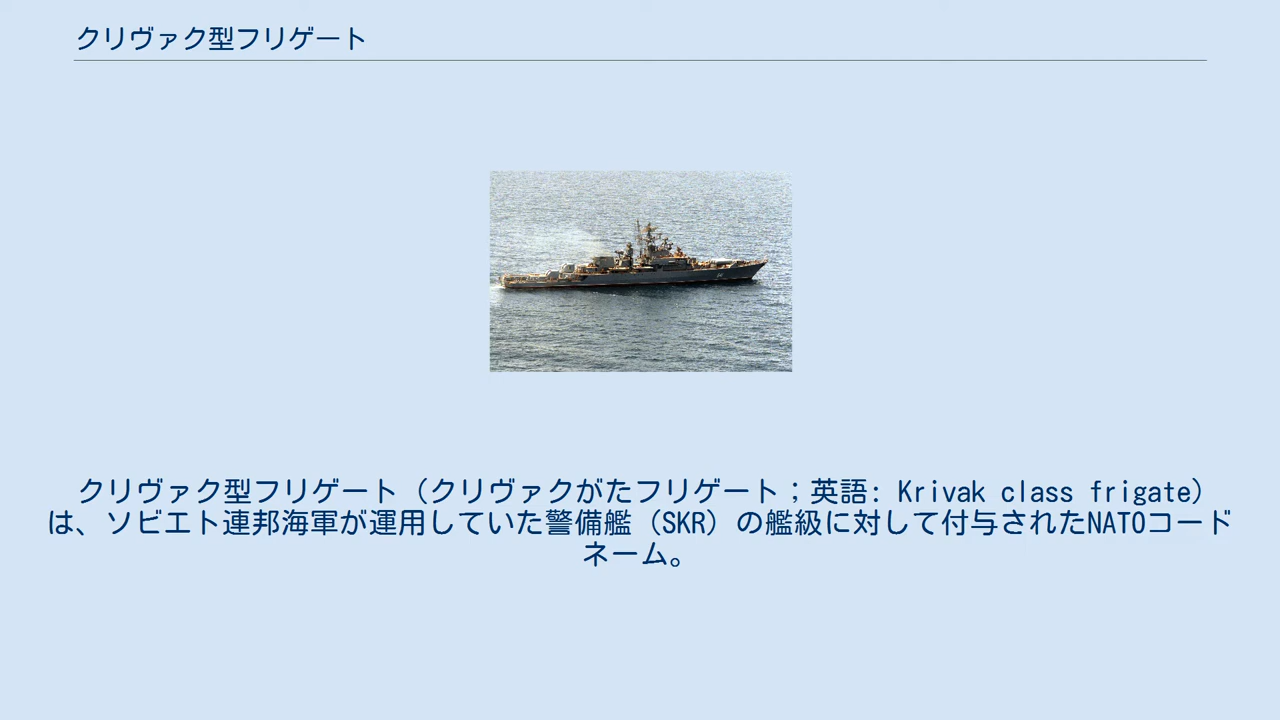 クリヴァク型フリゲート
クリヴァク型フリゲート（クリヴァクがたフリゲート；英語: Krivak class frigate）
は、ソビエト連邦海軍が運用していた警備艦（SKR）の艦級に対して付与されたNATOコード
ネーム。